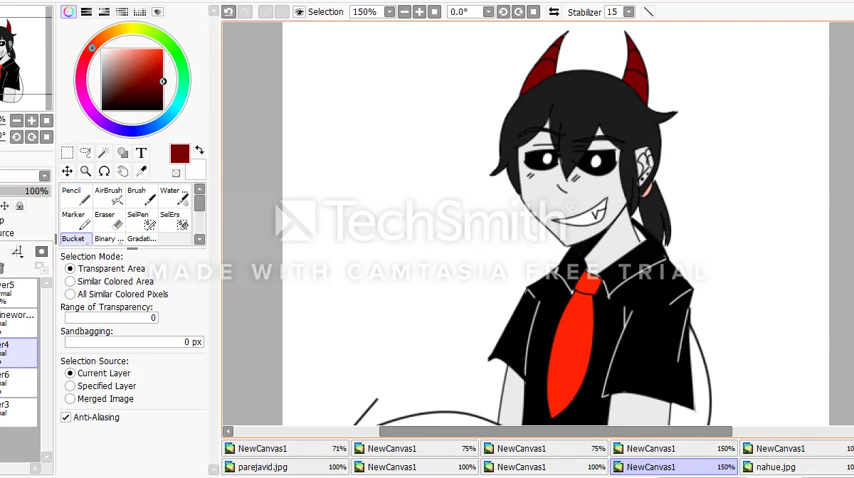 Selection 150% 0.0° Stabilizer 15
TechSmith
MADE WITH CAMTASIA FREE TRIAL
T
100%
Pencil AirBrush Brush Water ...
Marker Eraser SelPen SelErs
Bucket Binary ... Gradati...
Selection Mode:
Transparent Area
Similar Colored Area
All Similar Colored Pixels
Range of Transparency:
0
Sandbagging:
0 px
Selection Source:
Current Layer
Specified Layer
Merged Image
Anti-Aliasing
NewCanvas1 71% NewCanvas1 75% NewCanvas1 75% NewCanvas1 150% NewCanvas1
parejavid.jpg 100% NewCanvas1 100% NewCanvas1 100% NewCanvas1 150% nahue.jpg